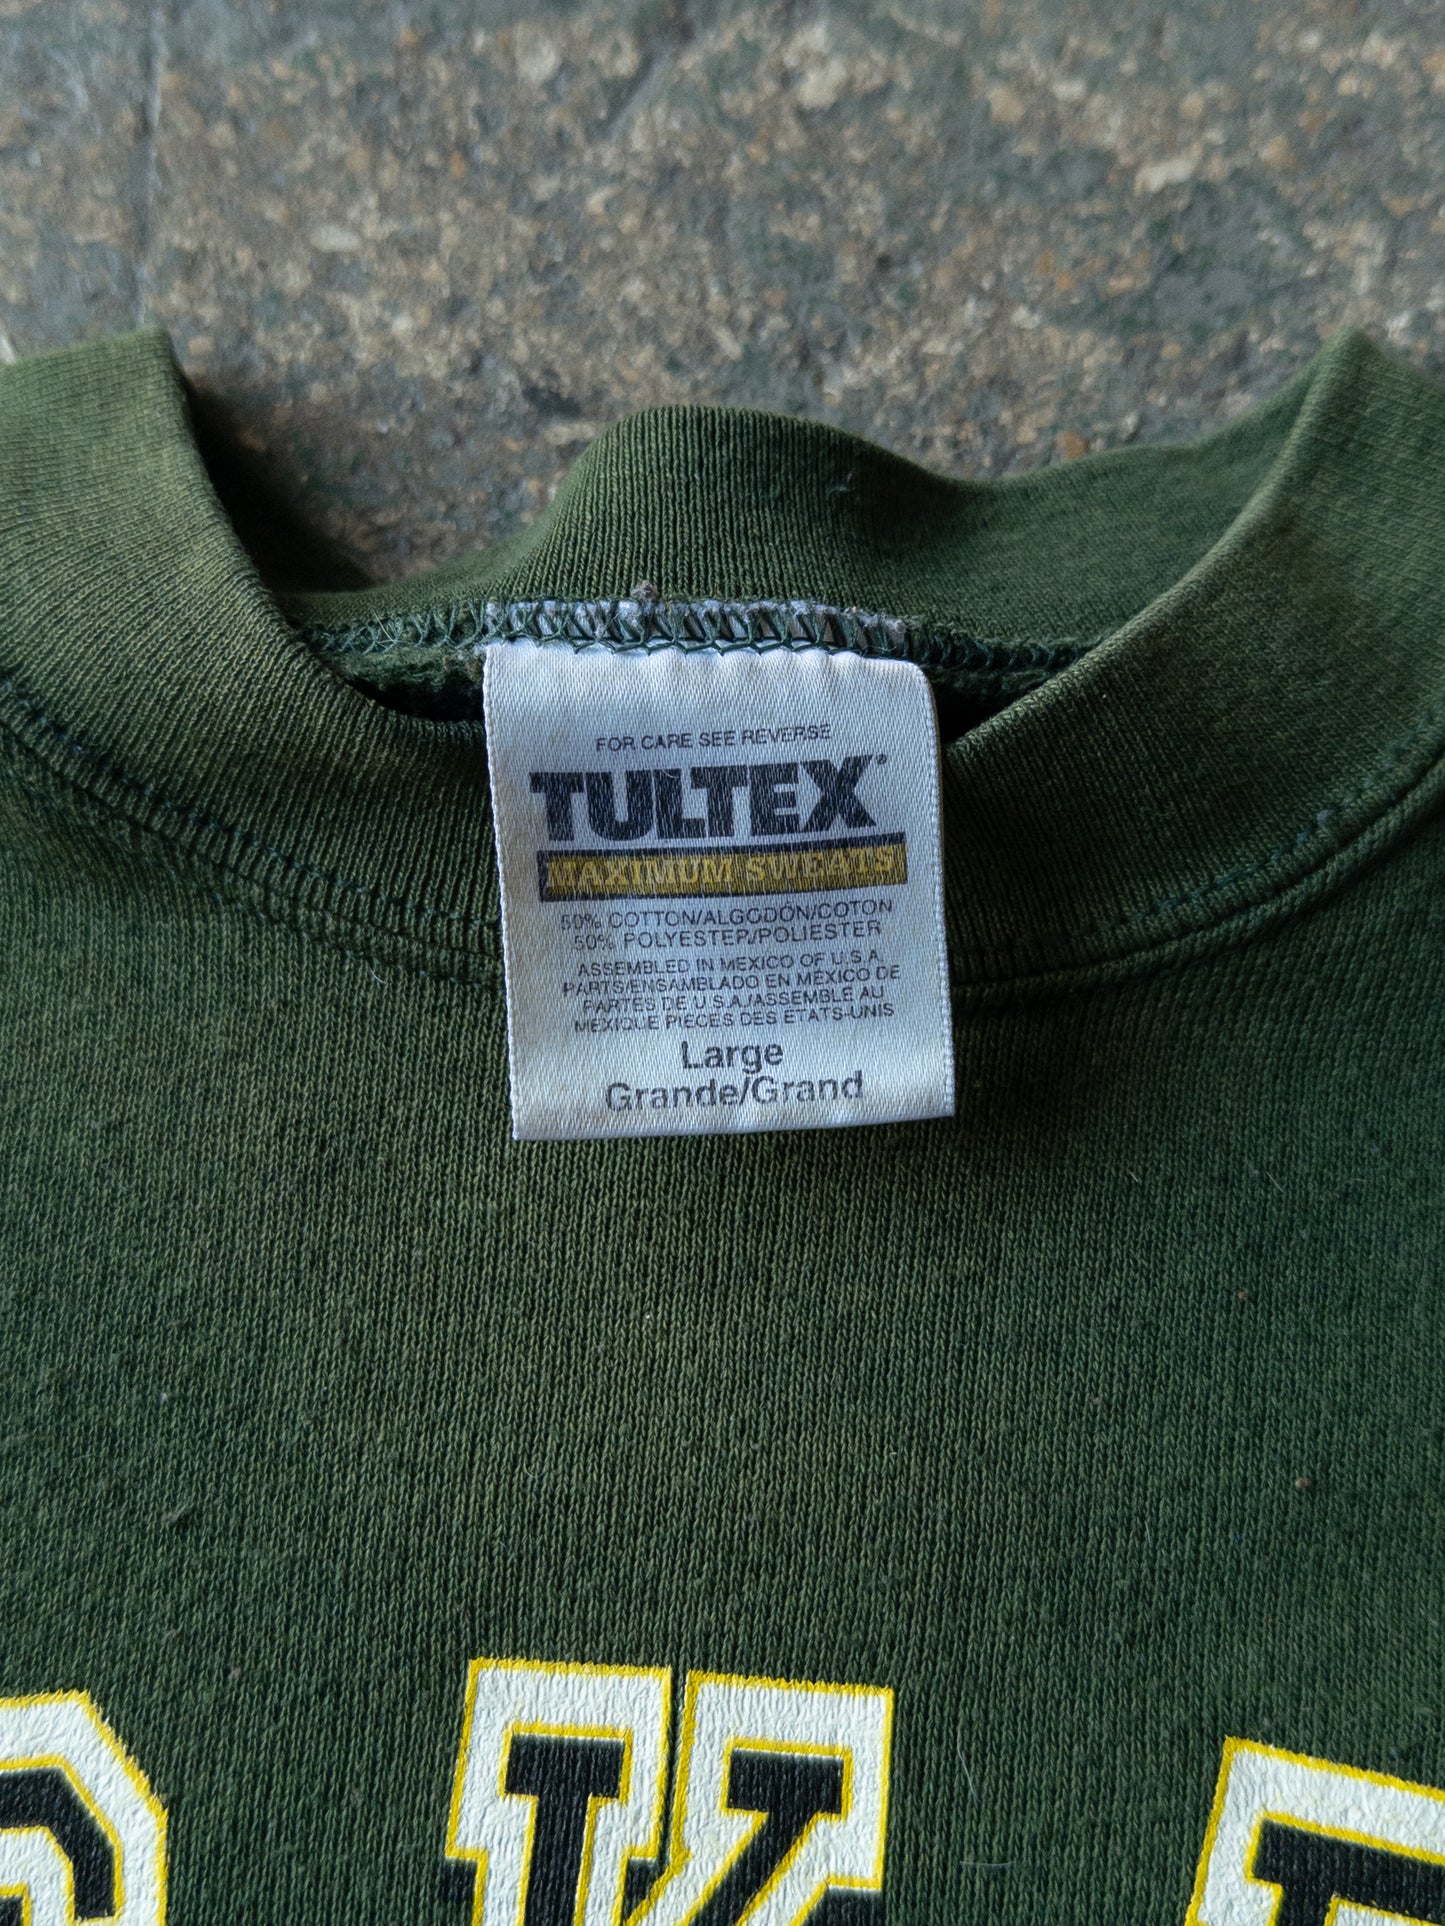 FOR CARE SEE REVERSE
TULTEX®
MAXIMUM SWEATS
50% COTTON/ALGODÓN/COTON
50% POLYESTER/POLIESTER
ASSEMBLED IN MEXICO OF U.S.A.
PARTS/ENSAMBLADO EN MÉXICO DE
PARTES DE U.S.A./ASSEMBLE AU
MEXIQUE PIECES DES ETATS-UNIS
Large
Grande/Grand
K